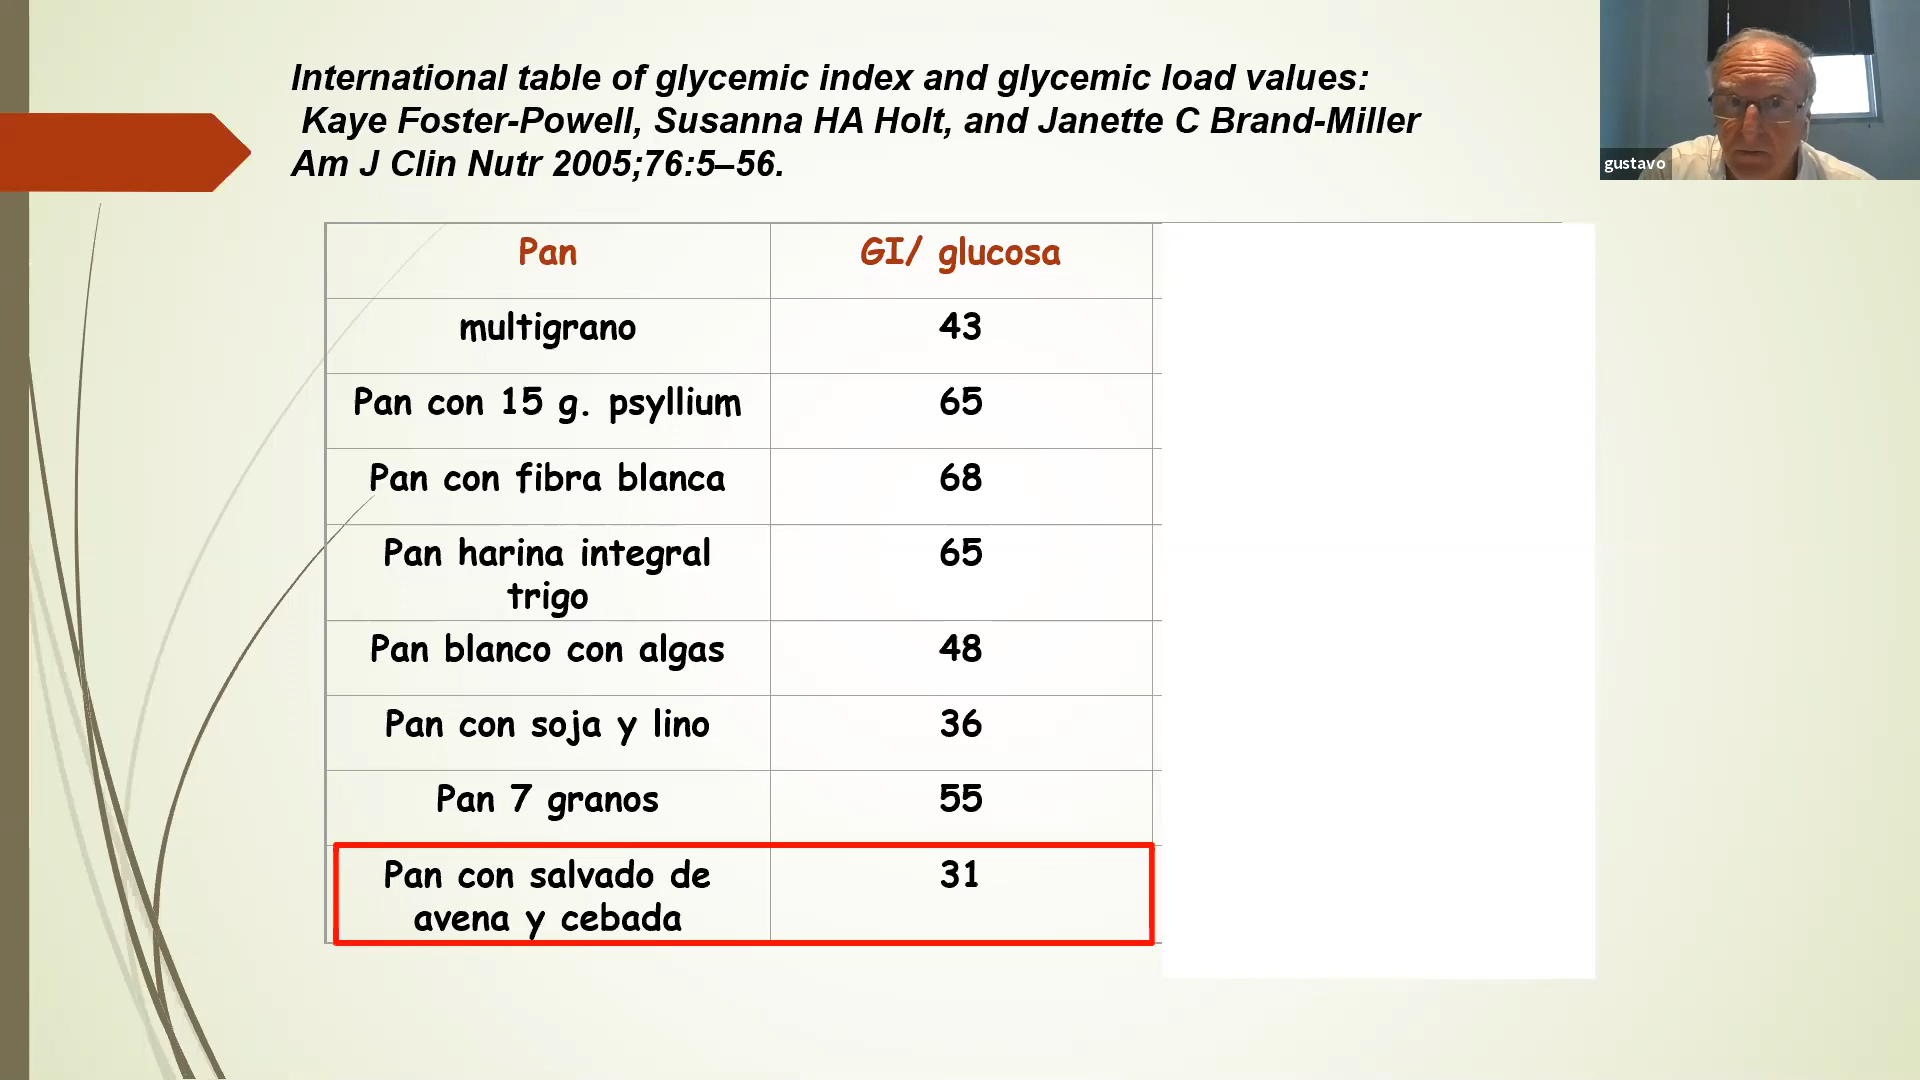 International table of glycemic index and glycemic load values:
Kaye Foster-Powell, Susanna HA Holt, and Janette C Brand-Miller
Am J Clin Nutr 2005;76:5–56.
gustavo
Pan GI/ glucosa
multigrano 43
Pan con 15 g. psyllium 65
Pan con fibra blanca 68
Pan harina integral 65
trigo
Pan blanco con algas 48
Pan con soja y lino 36
Pan 7 granos 55
Pan con salvado de 31
avena y cebada